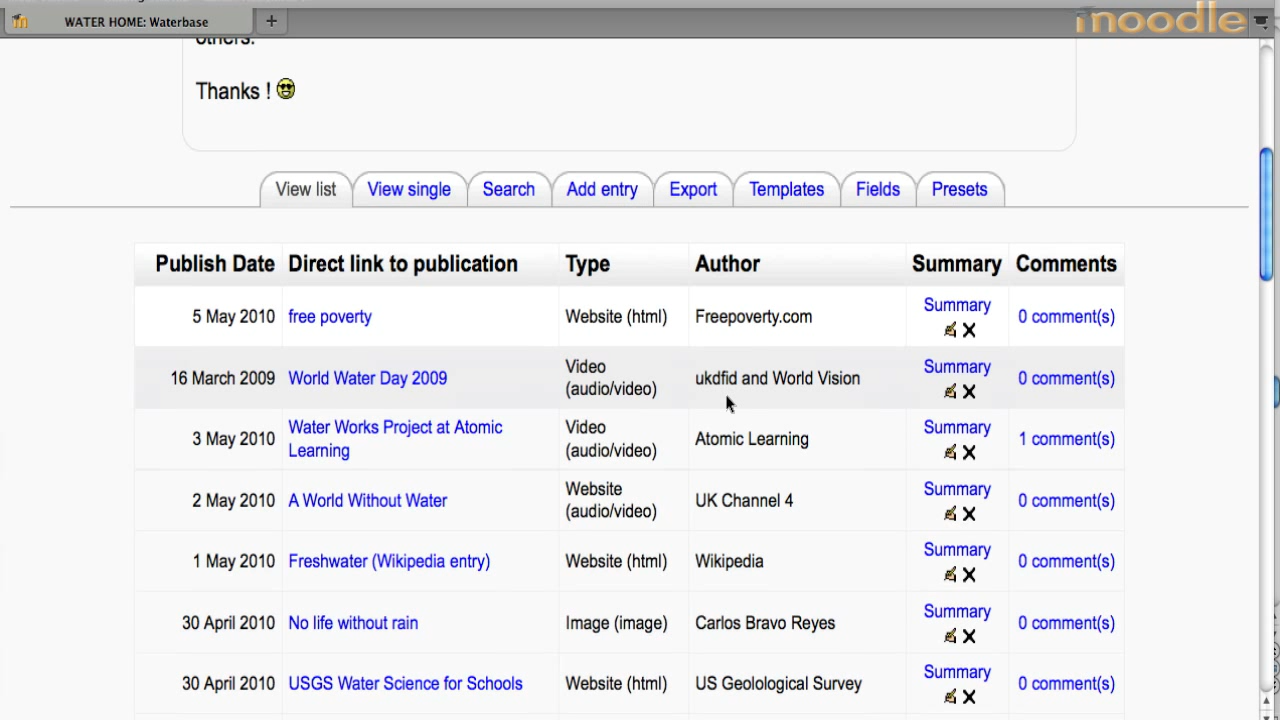 WATER HOME: Waterbase
moodle
others.
Thanks !
View list View single Search Add entry Export Templates Fields Presets
Publish Date Direct link to publication Type Author Summary Comments
5 May 2010 free poverty Website (html) Freepoverty.com Summary 0 comment(s)
16 March 2009 World Water Day 2009 Video (audio/video) ukdfid and World Vision Summary 0 comment(s)
3 May 2010 Water Works Project at Atomic Learning Video (audio/video) Atomic Learning Summary 1 comment(s)
2 May 2010 A World Without Water Website (audio/video) UK Channel 4 Summary 0 comment(s)
1 May 2010 Freshwater (Wikipedia entry) Website (html) Wikipedia Summary 0 comment(s)
30 April 2010 No life without rain Image (image) Carlos Bravo Reyes Summary 0 comment(s)
30 April 2010 USGS Water Science for Schools Website (html) US Geolological Survey Summary 0 comment(s)